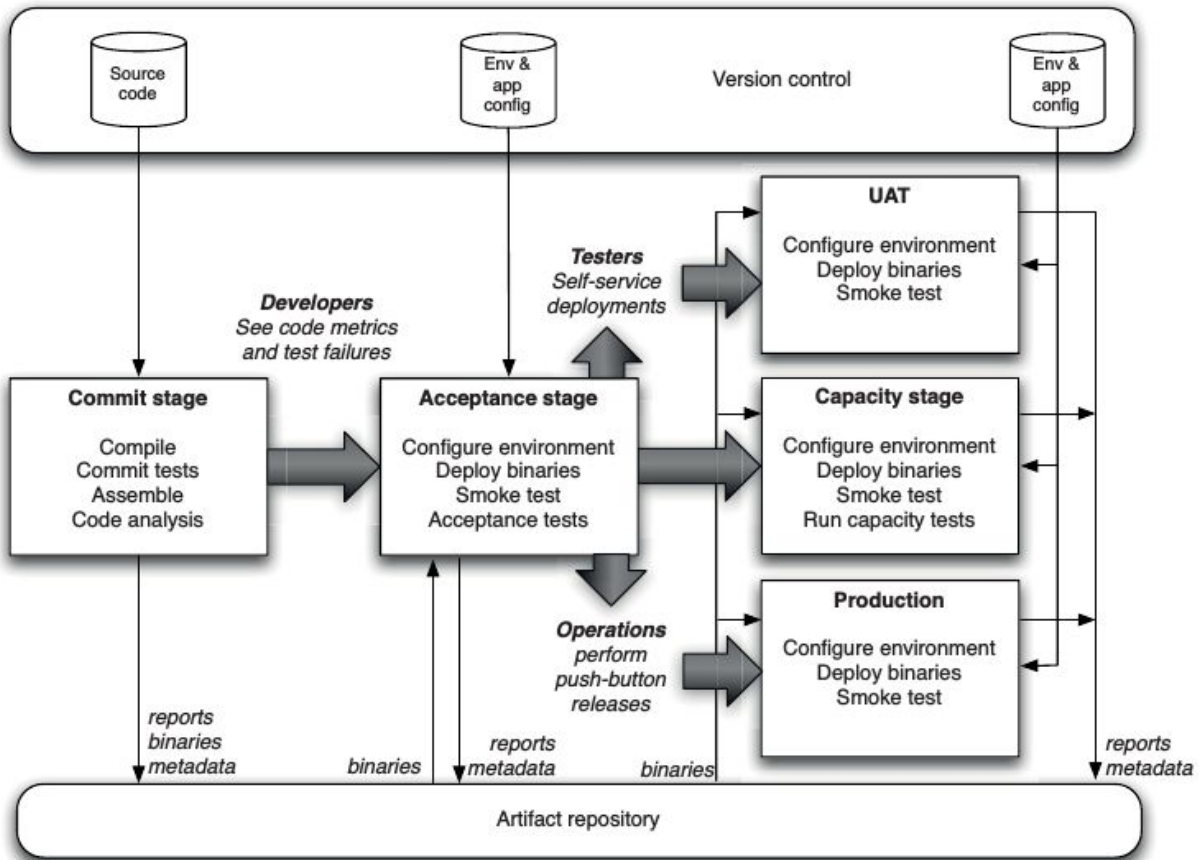 Source
code
Env &
app
config
Version control
Env &
app
config
Developers
See code metrics
and test failures
Testers
Self-service
deployments
UAT
Configure environment
Deploy binaries
Smoke test
Commit stage
Compile
Commit tests
Assemble
Code analysis
Acceptance stage
Configure environment
Deploy binaries
Smoke test
Acceptance tests
Capacity stage
Configure environment
Deploy binaries
Smoke test
Run capacity tests
Operations
perform
push-button
releases
Production
Configure environment
Deploy binaries
Smoke test
reports
binaries
metadata
binaries
reports
metadata
binaries
reports
metadata
Artifact repository